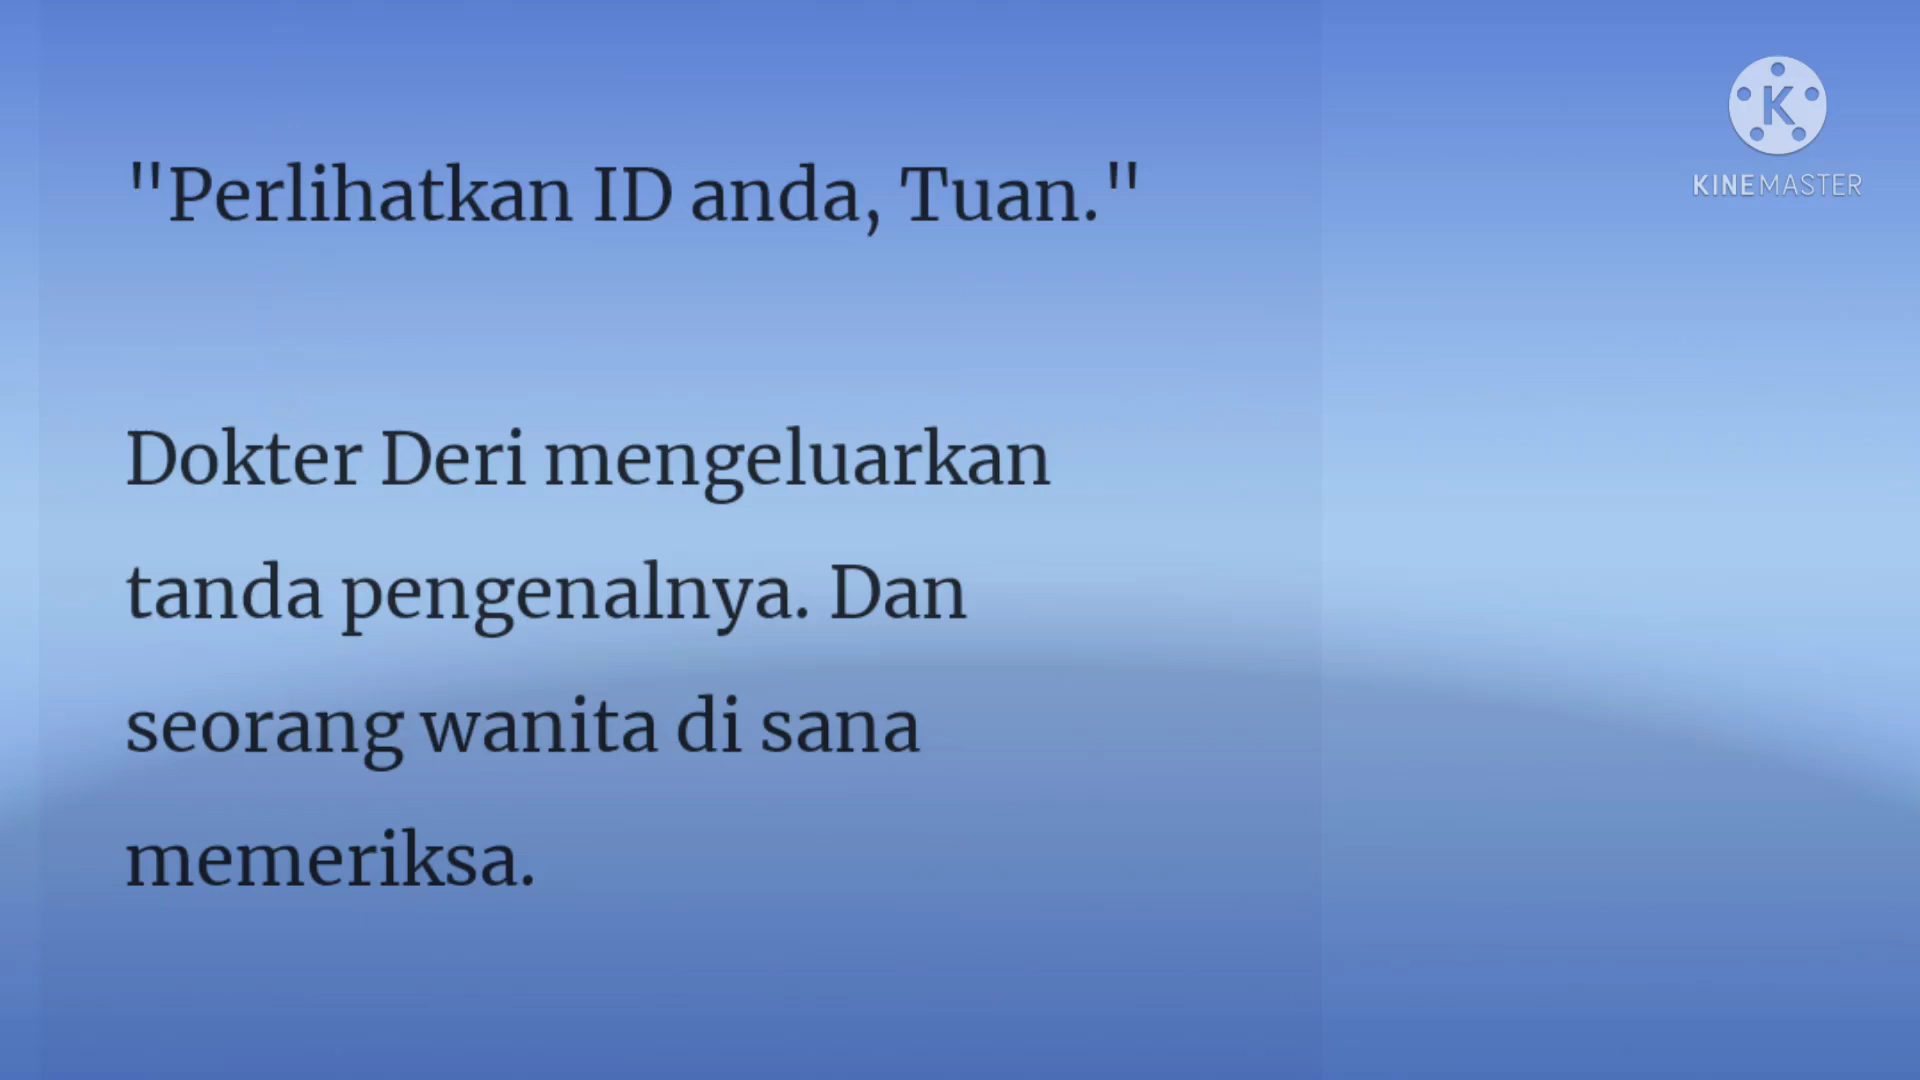 "Perlihatkan ID anda, Tuan."
Dokter Deri mengeluarkan
tanda pengenalnya. Dan
seorang wanita di sana
memeriksa.
K
KINEMASTER